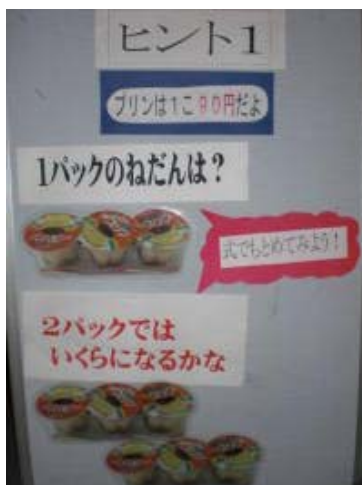 ヒント1
プリンは1こ90円だよ
1パックのねだんは？
式でもとめてみよう！
2パックでは
いくらになるかな